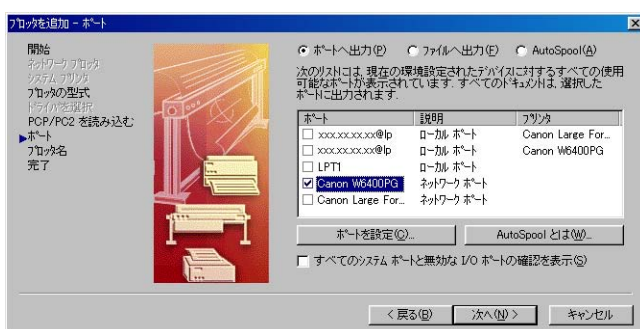 プロッタを追加 - ポート
開始
ネットワーク プロッタ
システム プリンタ
プロッタの型式
ドライバを選択
PCP/PC2 を読み込む
ポート
プロッタ名
完了
ポートへ出力(P) ファイルへ出力(F) AutoSpool(A)
次のリストには、現在の環境設定されたデバイスに対するすべての使用
可能なポートが表示されています. すべてのドキュメントは、選択した
ポートに出力されます.
ポート 説明 プリンタ
xxx.xx.xxx.xx@lp ローカル ポート Canon Large For...
xxx.xx.xxx.xx@lp ローカル ポート Canon W6400PG
LPT1 ローカル ポート
Canon W6400PG ネットワーク ポート
Canon Large For... ネットワーク ポート
ポートを設定(C)... AutoSpool とは(W)...
すべてのシステム ポートと無効な I/O ポートの確認を表示(S)
< 戻る(B) 次へ(N) > キャンセル